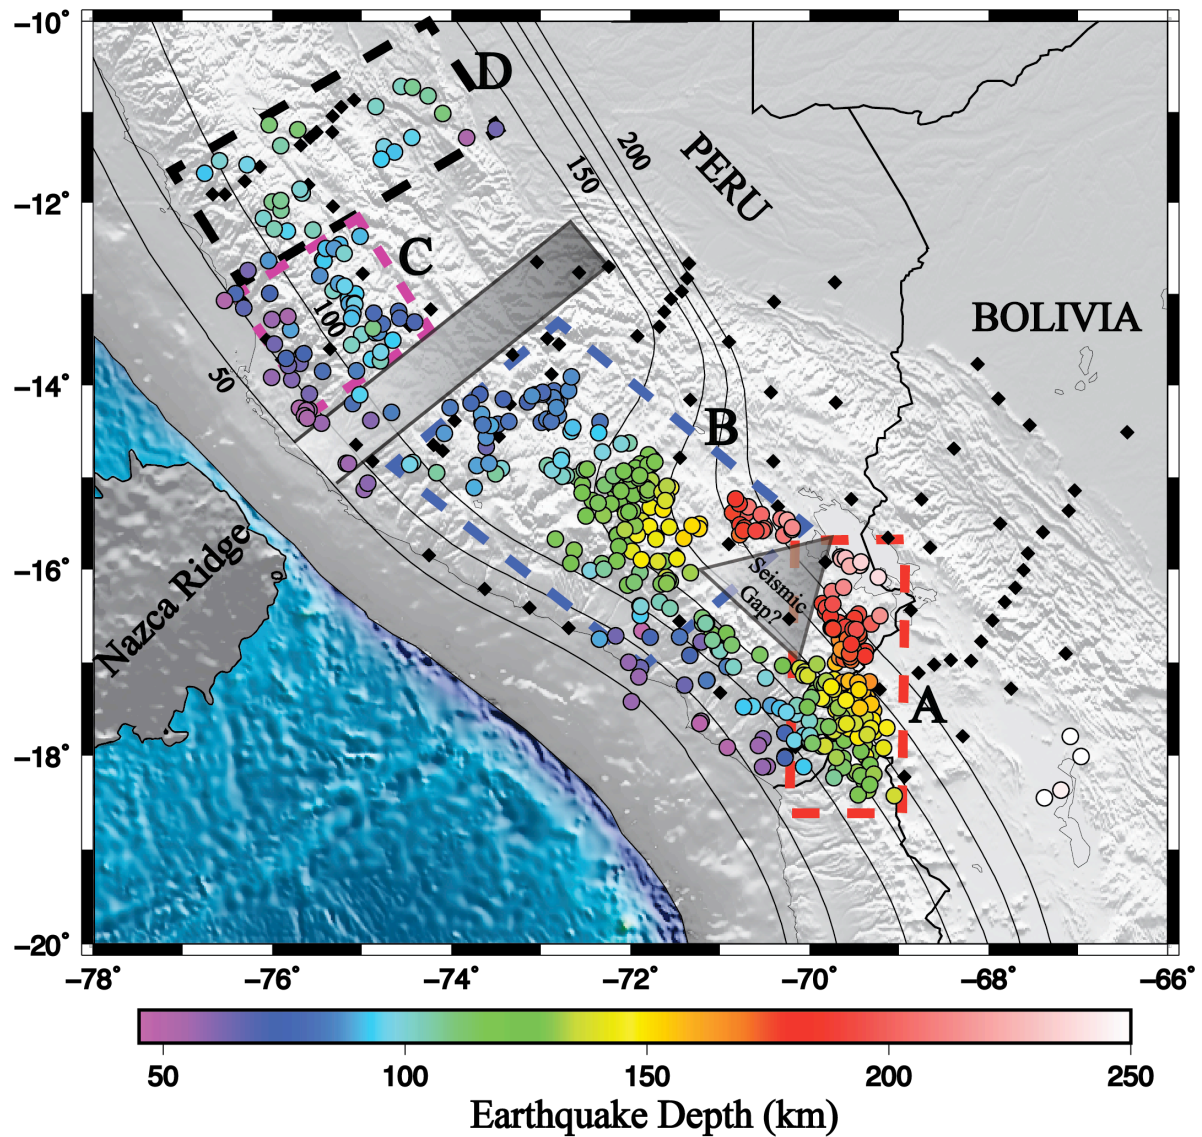 −10˚
−12˚
−14˚
−16˚
−18˚
−20˚
−78˚
−76˚
−74˚
−72˚
−70˚
−68˚
−66˚
D
200
150
PERU
C
100
50
BOLIVIA
B
Seismic
Gap?
Nazca Ridge
A
50
100
150
200
250
Earthquake Depth (km)